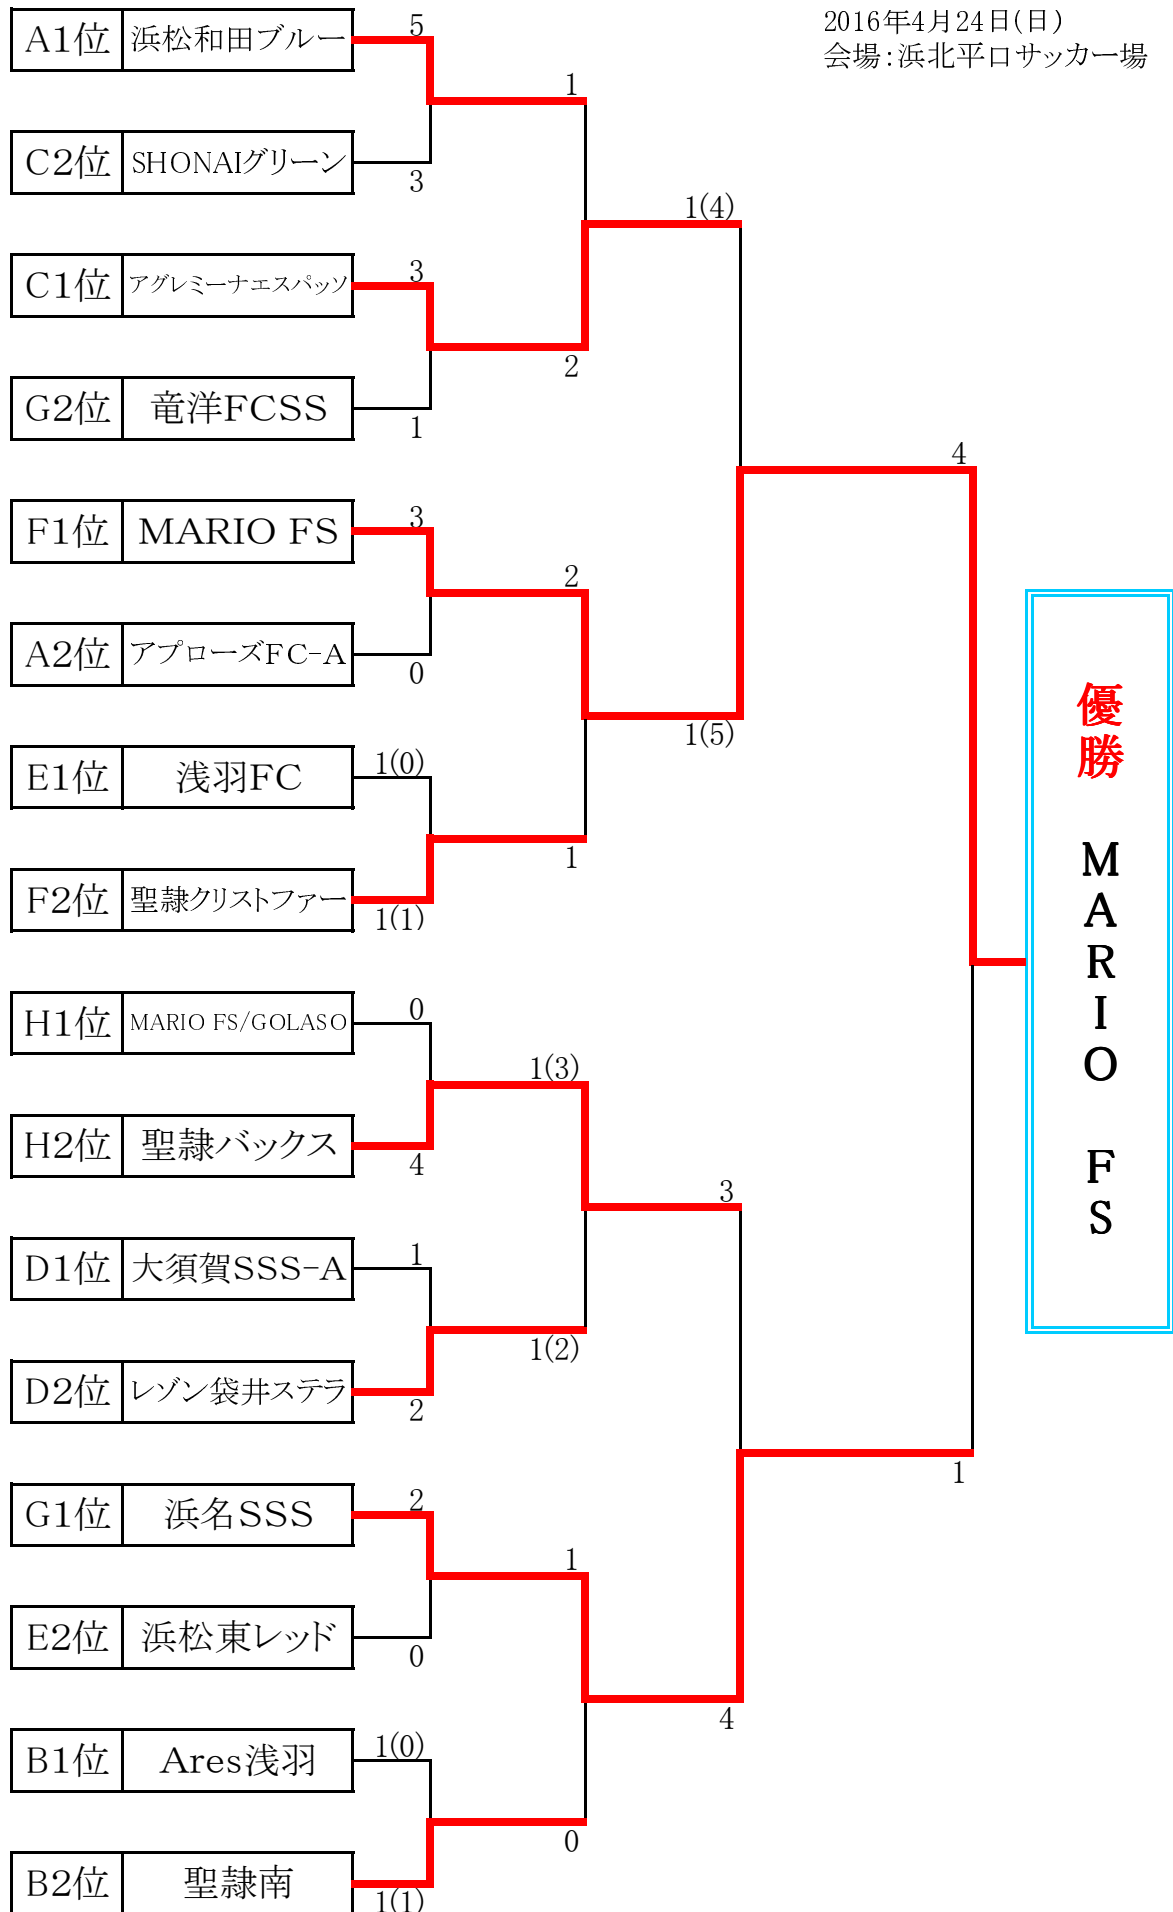 2016年4月24日(日)
会場:浜北平口サッカー場
A1位 浜松和田ブルー 5
1
C2位 SHONAIグリーン
3
1(4)
C1位 アグレミーナエスパッソ 3
2
G2位 竜洋FCSS
1
4
F1位 MARIO FS 3
2
A2位 アプローズFC-A
0
1(5)
E1位 浅羽FC 1(0)
1
F2位 聖隷クリストファー
1(1)
H1位 MARIO FS/GOLASO 0
1(3)
H2位 聖隷バックス
4
3
D1位 大須賀SSS-A 1
1(2)
D2位 レゾン袋井ステラ
2
1
G1位 浜名SSS 2
1
E2位 浜松東レッド
0
4
B1位 Ares浅羽 1(0)
0
B2位 聖隷南
1(1)
優勝 MARIO FS